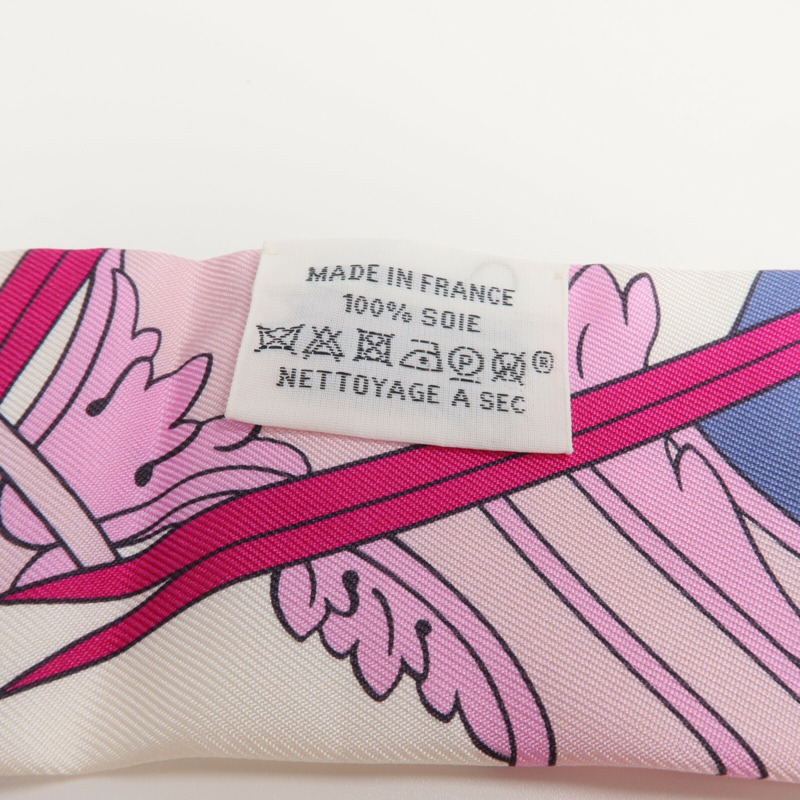 MADE IN FRANCE
100% SOIE
P W ®
NETTOYAGE A SEC